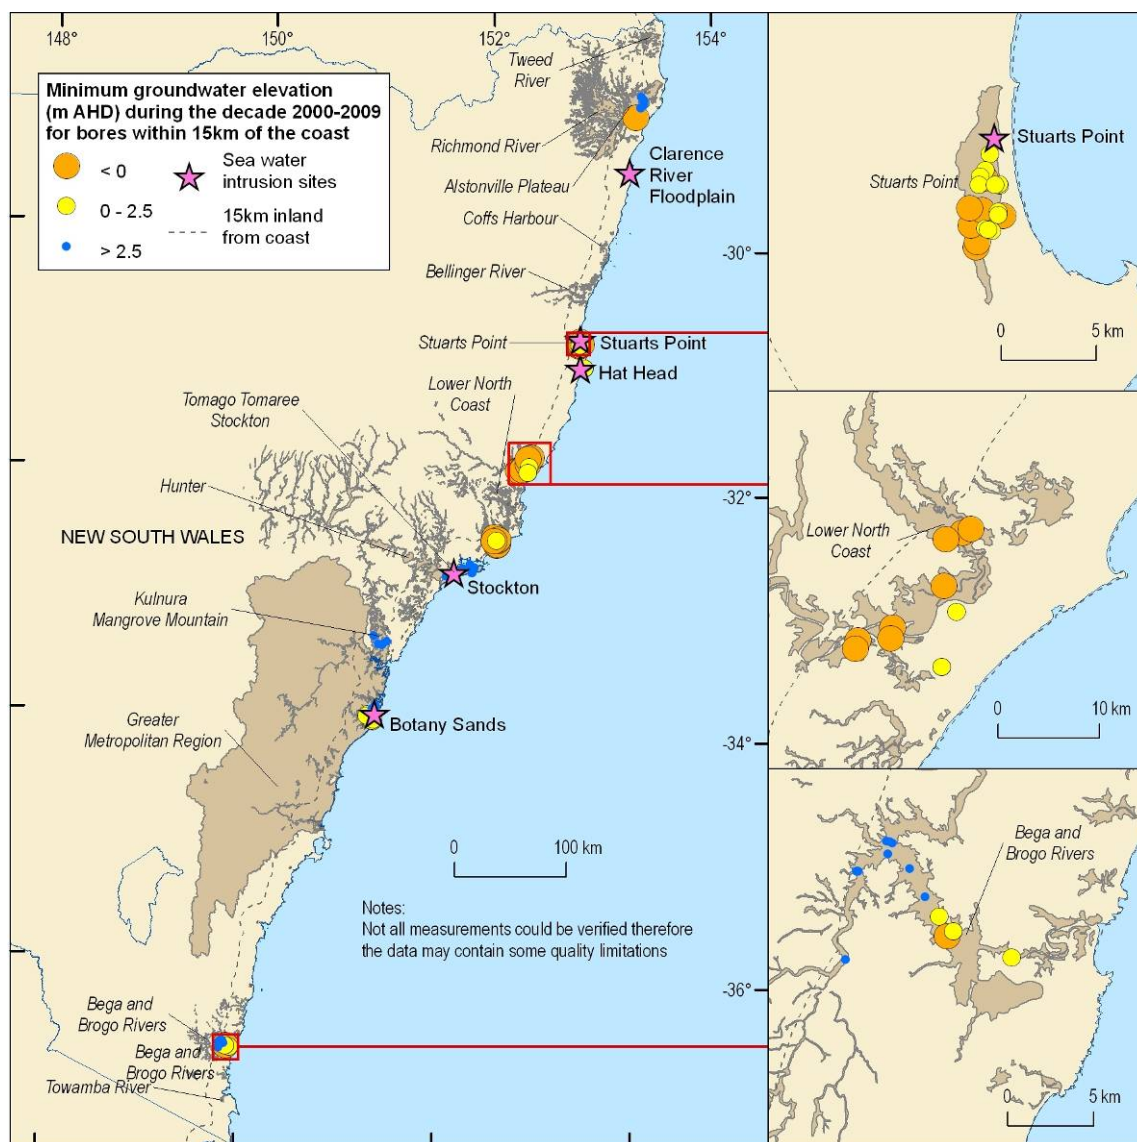 148°
150°
152°
154°
Minimum groundwater elevation
(m AHD) during the decade 2000-2009
for bores within 15km of the coast
< 0
0 - 2.5
> 2.5
Sea water
intrusion sites
15km inland
from coast
Tweed
River
Richmond River
Alstonville Plateau
Clarence
River
Floodplain
Coffs Harbour
-30°
Bellinger River
Stuarts Point
Stuarts Point
Hat Head
Lower North
Coast
Tomago Tomaree
Stockton
Hunter
-32°
NEW SOUTH WALES
Stockton
Kulnura
Mangrove Mountain
Botany Sands
Greater
Metropolitan Region
-34°
0
100 km
Notes:
Not all measurements could be verified therefore
the data may contain some quality limitations
-36°
Bega and
Brogo Rivers
Bega and
Brogo Rivers
Towamba River
Stuarts Point
Stuarts Point
0
5 km
Lower North
Coast
0
10 km
Bega and
Brogo Rivers
0
5 km